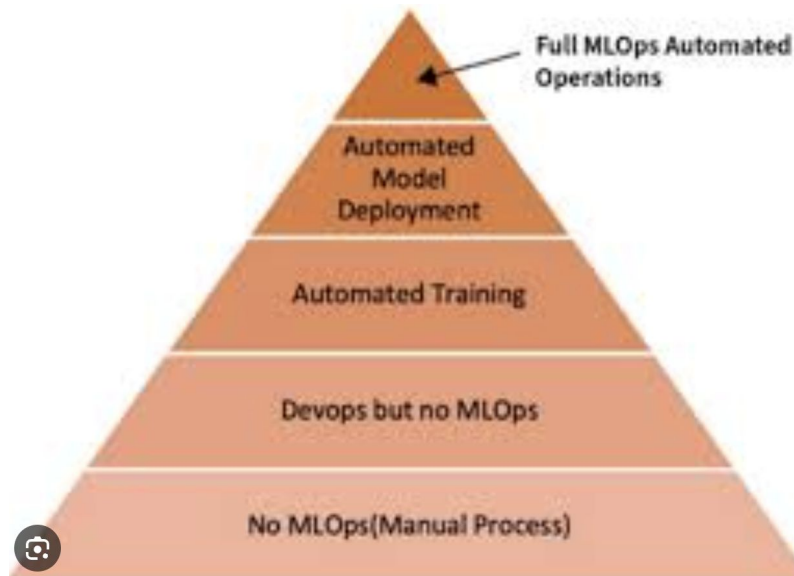 Full MLOps Automated
Operations
Automated
Model
Deployment
Automated Training
Devops but no MLOps
No MLOps(Manual Process)